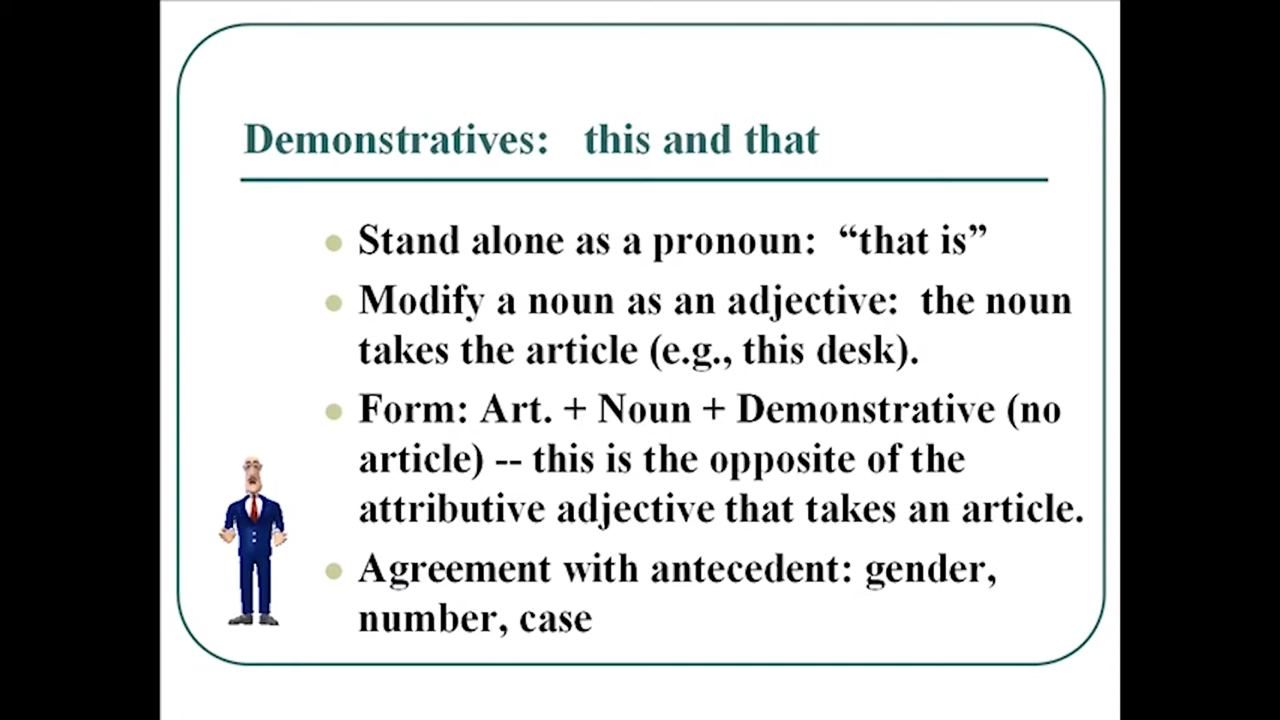 Demonstratives: this and that
Stand alone as a pronoun: “that is”
Modify a noun as an adjective: the noun
takes the article (e.g., this desk).
Form: Art. + Noun + Demonstrative (no
article) -- this is the opposite of the
attributive adjective that takes an article.
Agreement with antecedent: gender,
number, case